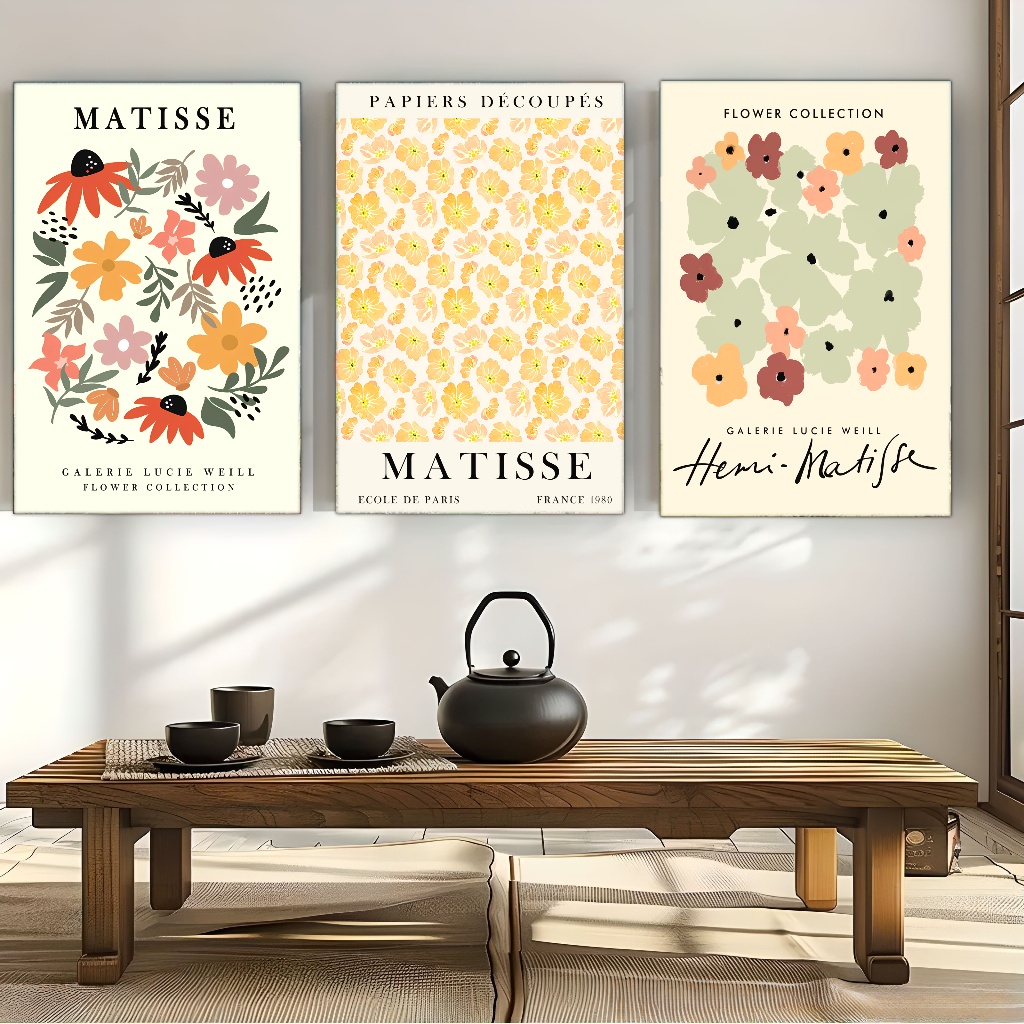 MATISSE
GALERIE LUCIE WEILL
FLOWER COLLECTION
PAPIERS DÉCOUPÉS
MATISSE
ECOLE DE PARIS FRANCE 1980
FLOWER COLLECTION
GALERIE LUCIE WEILL
Henri-Matisse